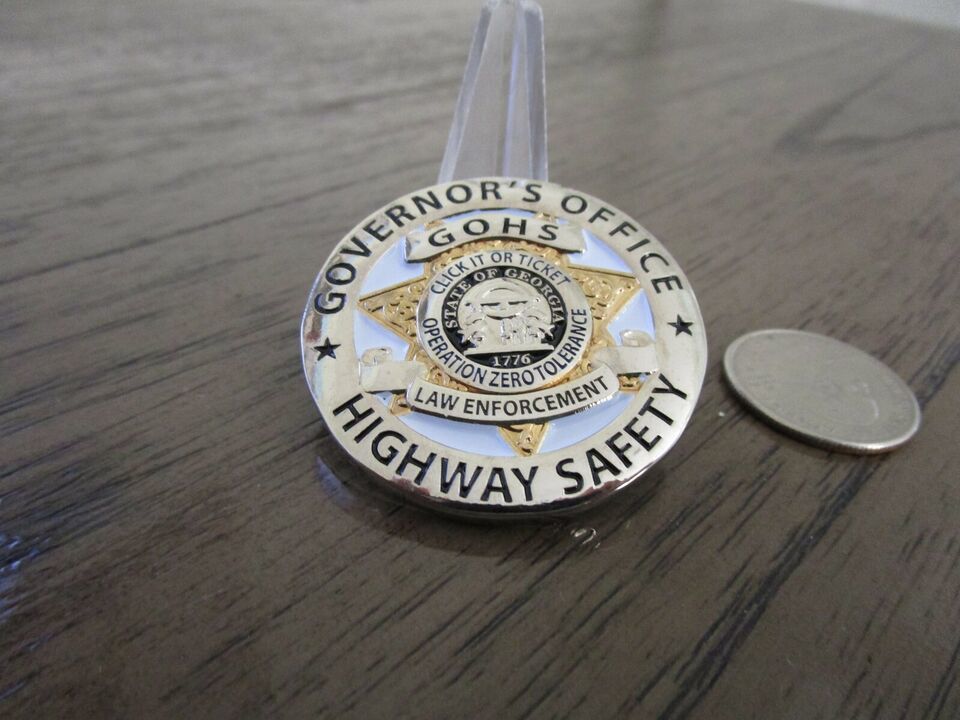 GOVERNOR'S OFFICE
GOHS
CLICK IT OR TICKET
STATE OF GEORGIA
1776
OPERATION ZERO TOLERANCE
LAW ENFORCEMENT
HIGHWAY SAFETY